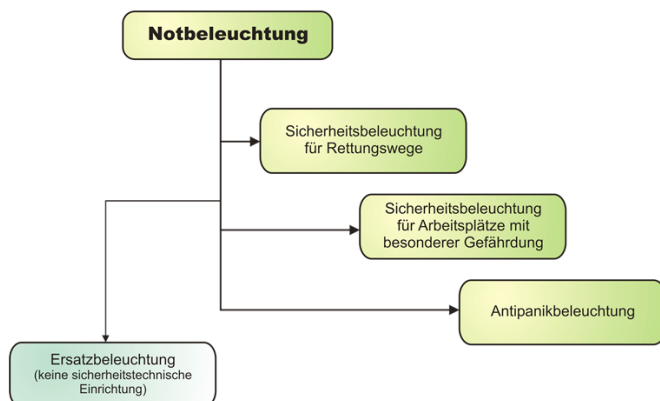 Notbeleuchtung
Sicherheitsbeleuchtung
für Rettungswege
Sicherheitsbeleuchtung
für Arbeitsplätze mit
besonderer Gefährdung
Antipanikbeleuchtung
Ersatzbeleuchtung
(keine sicherheitstechnische
Einrichtung)